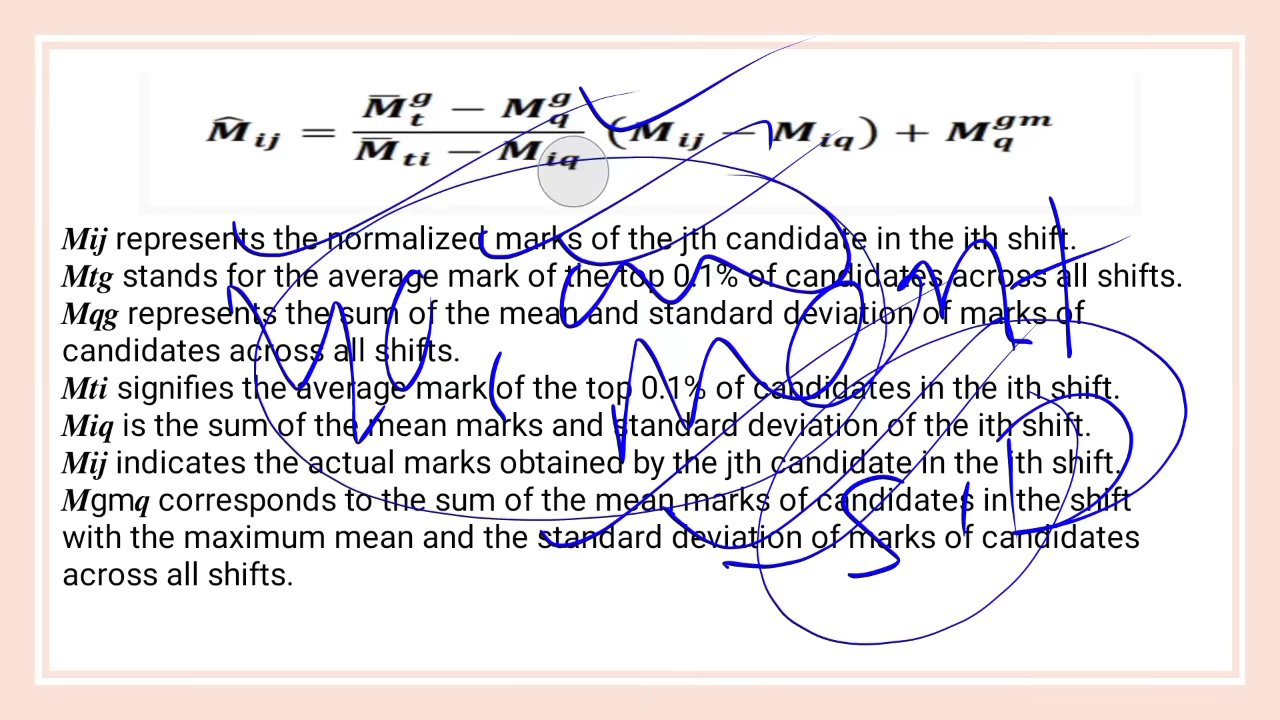 M̂ij = (M̄tᵍ − Mqᵍ) / (M̄ti − Miq) (Mij − Miq) + Mqᵍᵐ
Mij represents the normalized marks of the jth candidate in the ith shift.
Mtg stands for the average mark of the top 0.1% of candidates across all shifts.
Mqg represents the sum of the mean and standard deviation of marks of
candidates across all shifts.
Mti signifies the average mark of the top 0.1% of candidates in the ith shift.
Miq is the sum of the mean marks and standard deviation of the ith shift.
Mij indicates the actual marks obtained by the jth candidate in the ith shift.
Mgmq corresponds to the sum of the mean marks of candidates in the shift
with the maximum mean and the standard deviation of marks of candidates
across all shifts.
S.D